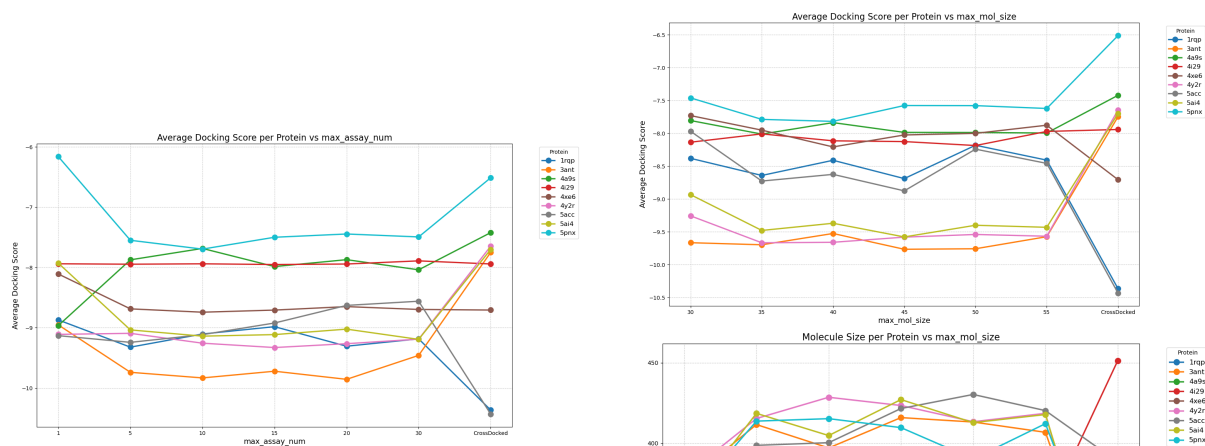 Average Docking Score per Protein vs max_assay_num
Average Docking Score
−6
−7
−8
−9
−10
1
5
10
15
20
30
CrossDocked
max_assay_num
Protein
1rqp
3ant
4a9s
4i29
4xe6
4y2r
5acc
5ai4
5pnx
Average Docking Score per Protein vs max_mol_size
Average Docking Score
−6.5
−7.0
−7.5
−8.0
−8.5
−9.0
−9.5
−10.0
−10.5
30
35
40
45
50
55
CrossDocked
max_mol_size
Protein
1rqp
3ant
4a9s
4i29
4xe6
4y2r
5acc
5ai4
5pnx
Molecule Size per Protein vs max_mol_size
450
400
Protein
1rqp
3ant
4a9s
4i29
4xe6
4y2r
5acc
5ai4
5pnx